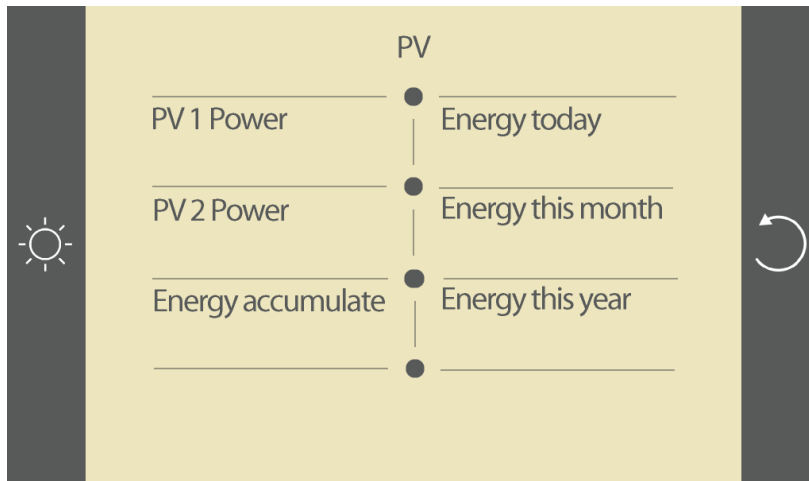 PV
PV 1 Power
Energy today
PV 2 Power
Energy this month
Energy accumulate
Energy this year